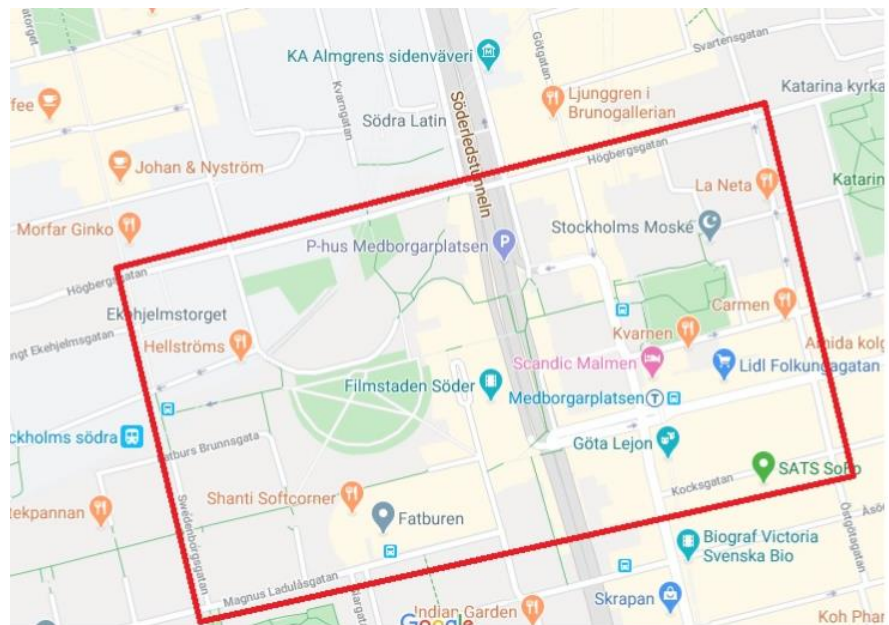 KA Almgrens sidenväveri
Götgatan
Svartensgatan
Kvarngatan
Södra Latin
Söderledstunneln
Ljunggren i
Brunogallerian
Katarina kyrka
fee
Johan & Nyström
Högbergsgatan
La Neta
Katarin
Morfar Ginko
P-hus Medborgarplatsen
P
Stockholms Moské
Högbergsgatan
Ekehjelmstorget
ngt Ekehjelmsgatan
Hellströms
Carmen
Kvarnen
Scandic Malmen
Lidl Folkungagatan
Filmstaden Söder
Medborgarplatsen
T
ckholms södra
Göta Lejon
SATS SoFo
Kocksgatan
Shanti Softcorner
tekpannan
Fatburen
Swedenborgsgatan
Östgötagatan
Biograf Victoria
Svenska Bio
Magnus Ladulåsgatan
Skrapan
Indian Garden
Google
Koh Phan